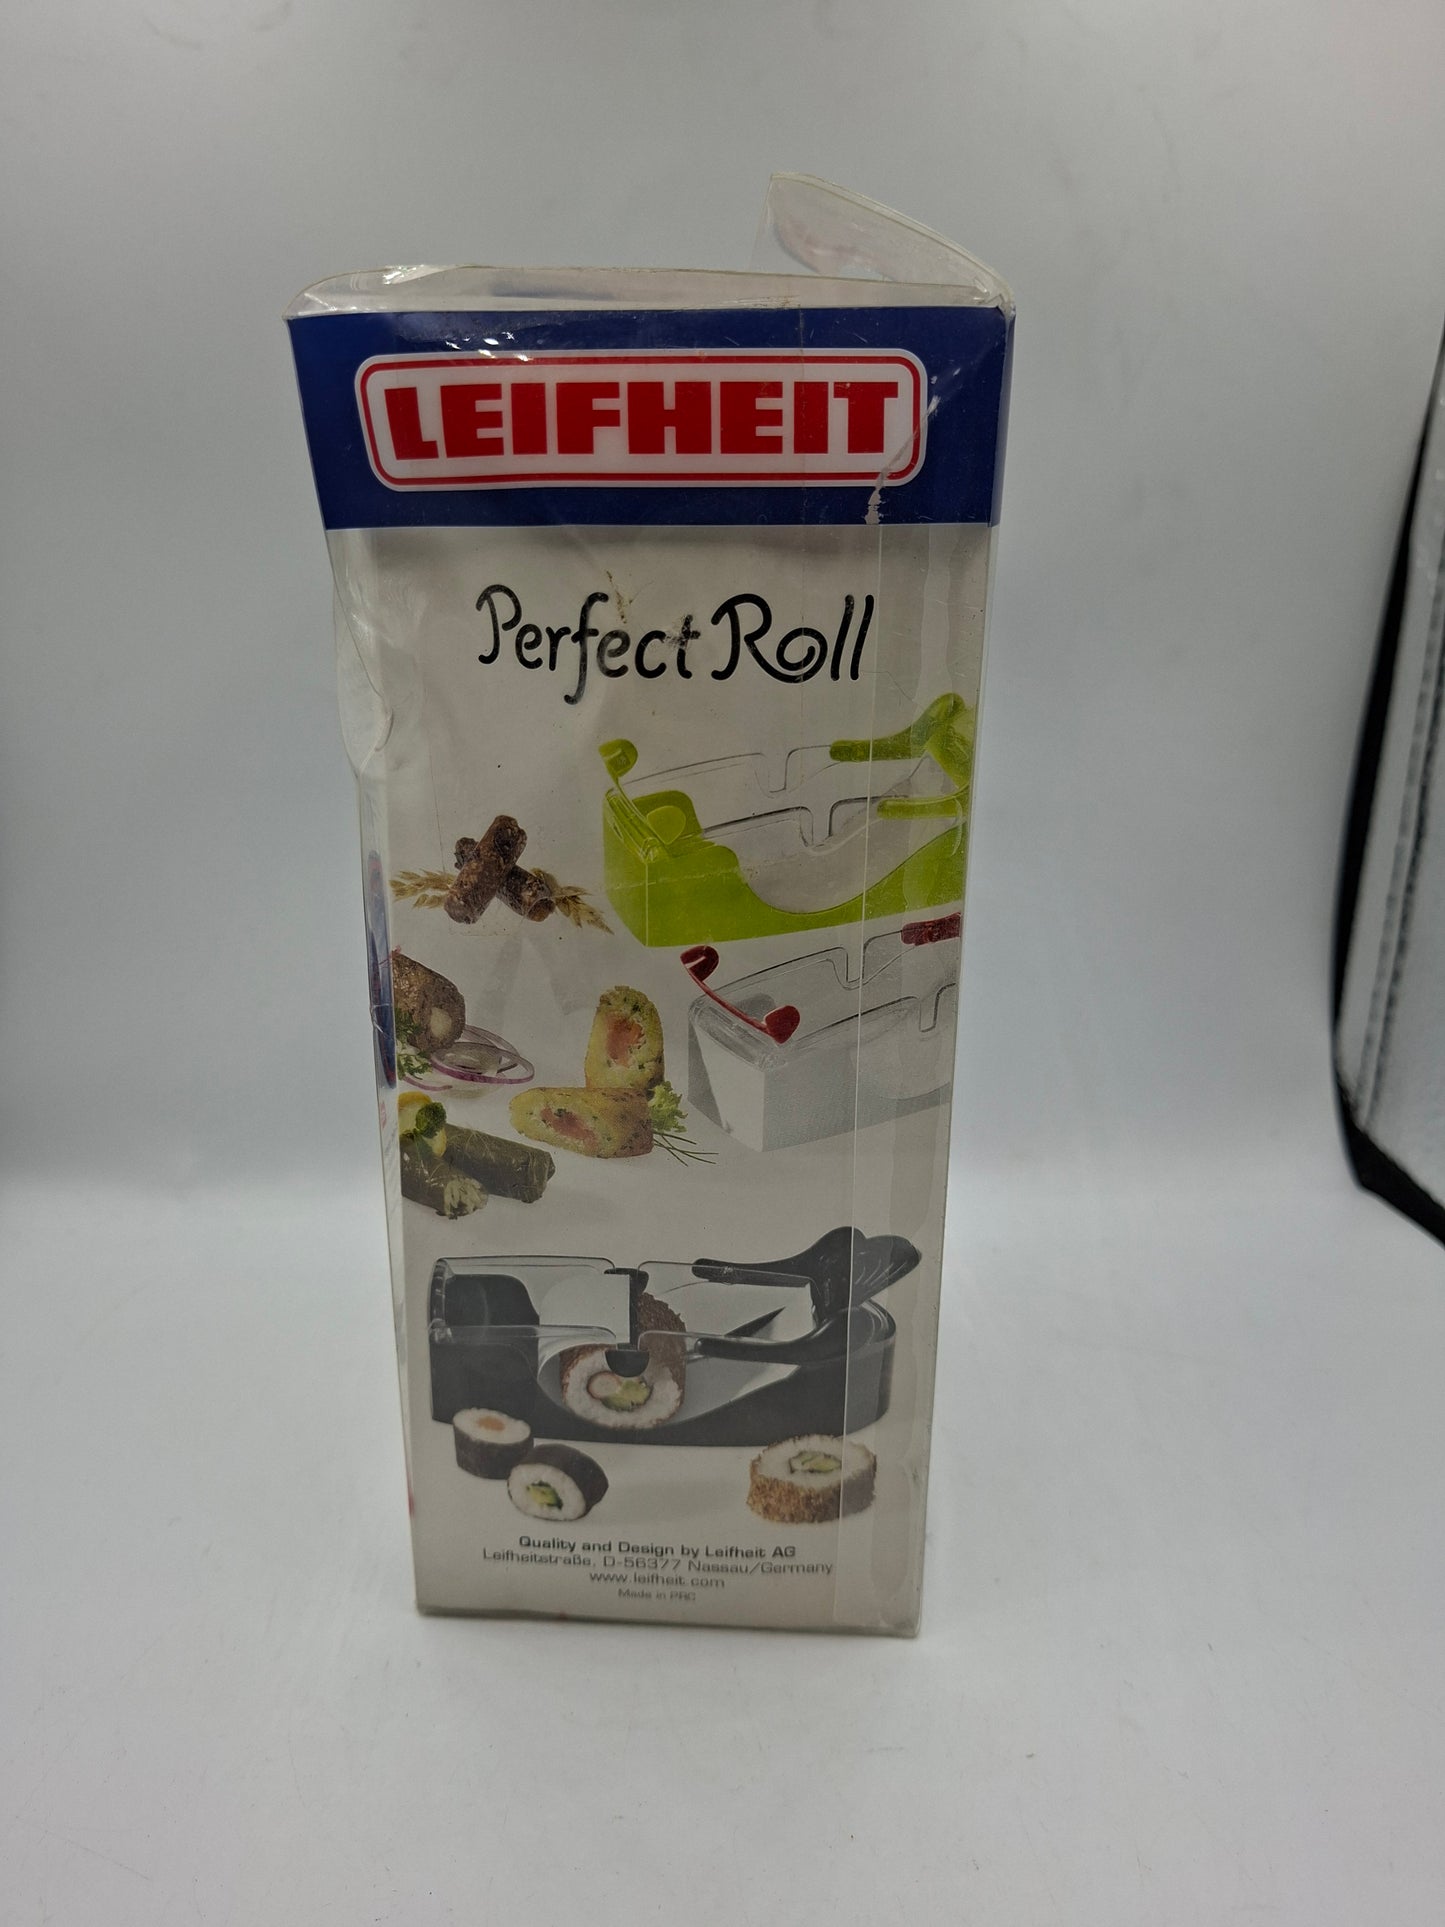 LEIFHEIT
Perfect Roll
Quality and Design by Leifheit AG
Leifheitstraße, D-56377 Nassau/Germany
www.leifheit.com
Made in PRC